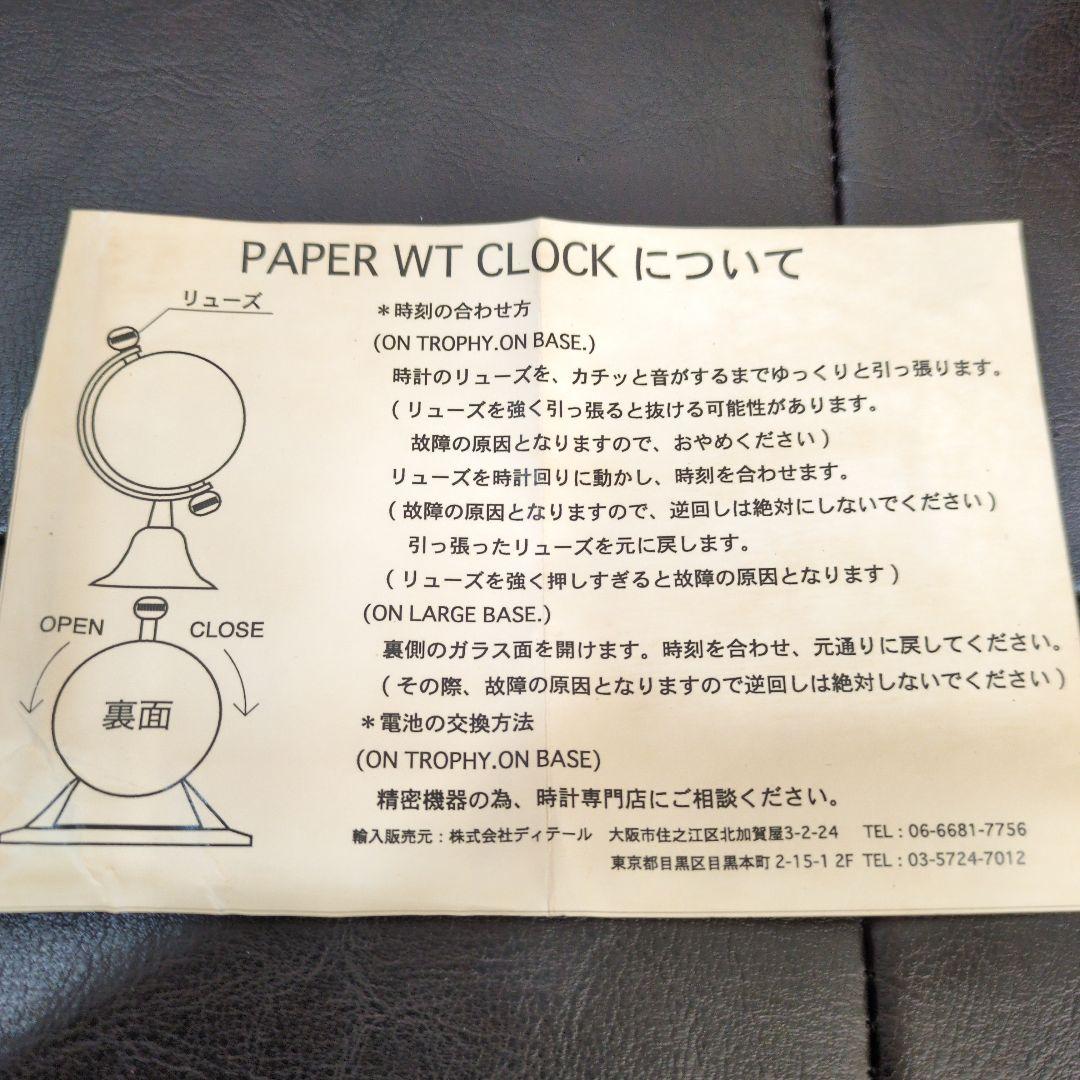 PAPER WT CLOCK について
リューズ
＊時刻の合わせ方
(ON TROPHY.ON BASE.)
時計のリューズを、カチッと音がするまでゆっくりと引っ張ります。
( リューズを強く引っ張ると抜ける可能性があります。
故障の原因となりますので、おやめください )
リューズを時計回りに動かし、時刻を合わせます。
( 故障の原因となりますので、逆回しは絶対にしないでください )
引っ張ったリューズを元に戻します。
( リューズを強く押しすぎると故障の原因となります )
(ON LARGE BASE.)
OPEN
CLOSE
裏面
裏側のガラス面を開けます。時刻を合わせ、元通りに戻してください。
( その際、故障の原因となりますので逆回しは絶対しないでください )
＊電池の交換方法
(ON TROPHY.ON BASE)
精密機器の為、時計専門店にご相談ください。
輸入販売元：株式会社ディテール 大阪市住之江区北加賀屋3-2-24 TEL：06-6681-7756
東京都目黒区目黒本町 2-15-1 2F TEL：03-5724-7012